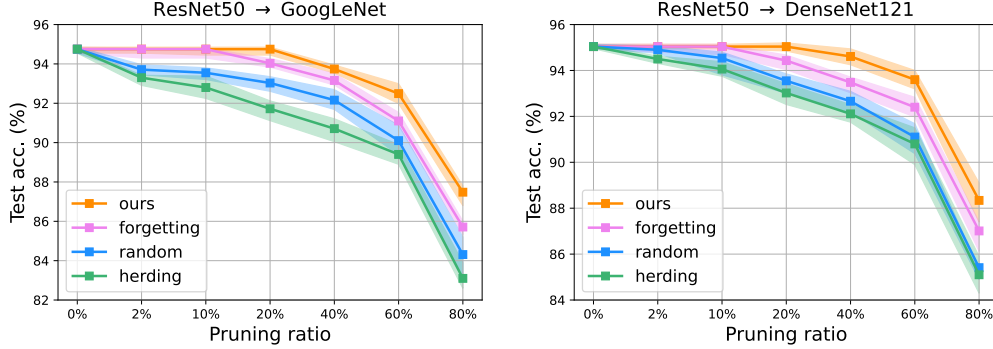 ResNet50 → GoogLeNet
96
94
92
90
88
86
84
82
Test acc. (%)
ours
forgetting
random
herding
0%
2%
10%
20%
40%
60%
80%
Pruning ratio
ResNet50 → DenseNet121
96
94
92
90
88
86
84
Test acc. (%)
ours
forgetting
random
herding
0%
2%
10%
20%
40%
60%
80%
Pruning ratio